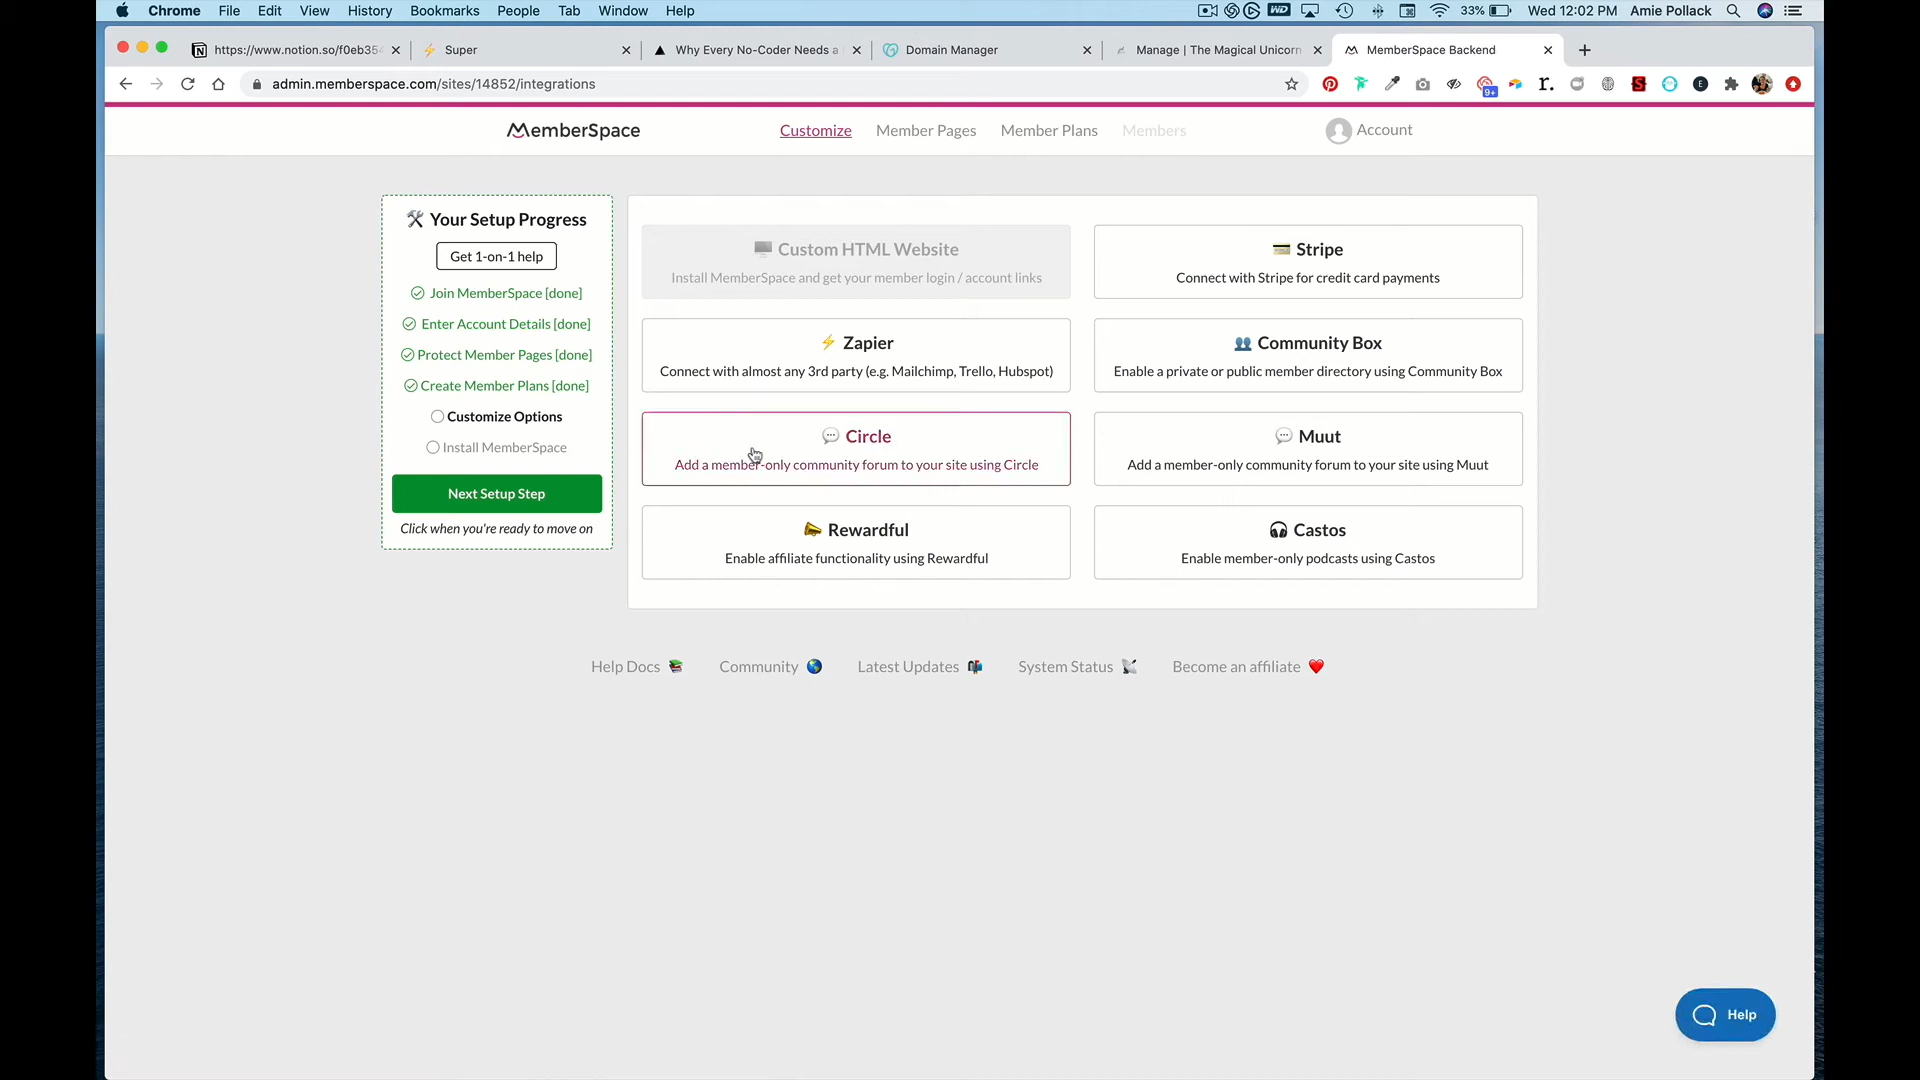 Chrome File Edit View History Bookmarks People Tab Window Help 33% Wed 12:02 PM Amie Pollack
https://www.notion.so/f0eb354 Super Why Every No-Coder Needs a Domain Manager Manage | The Magical Unicorn MemberSpace Backend
admin.memberspace.com/sites/14852/integrations
9+
MemberSpace Customize Member Pages Member Plans Members Account
Your Setup Progress
Get 1-on-1 help
Join MemberSpace [done]
Enter Account Details [done]
Protect Member Pages [done]
Create Member Plans [done]
Customize Options
Install MemberSpace
Next Setup Step
Click when you're ready to move on
Custom HTML Website
Install MemberSpace and get your member login / account links
Stripe
Connect with Stripe for credit card payments
Zapier
Connect with almost any 3rd party (e.g. Mailchimp, Trello, Hubspot)
Community Box
Enable a private or public member directory using Community Box
Circle
Add a member-only community forum to your site using Circle
Muut
Add a member-only community forum to your site using Muut
Rewardful
Enable affiliate functionality using Rewardful
Castos
Enable member-only podcasts using Castos
Help Docs Community Latest Updates System Status Become an affiliate
Help